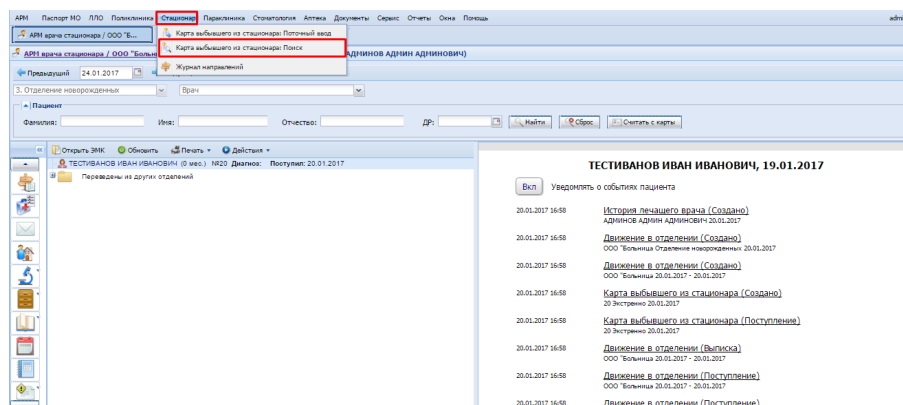 АРМ Паспорт МО ЛЛО Поликлиника Стационар Параклиника Стоматология Аптека Документы Сервис Отчеты Окна Помощь admi
АРМ врача стационара / ООО "Б...
Карта выбывшего из стационара: Поточный ввод
АРМ врача стационара / ООО "Больн
Карта выбывшего из стационара: Поиск
АДМИНОВ АДМИН АДМИНОВИЧ)
Журнал направлений
Предыдущий 24.01.2017
3. Отделение новорожденных Врач
Пациент
Фамилия: Имя: Отчество: ДР: Найти Сброс Считать с карты
Открыть ЭМК Обновить Печать Действия
ТЕСТИВАНОВ ИВАН ИВАНОВИЧ (0 мес.) №20 Диагноз: Поступил: 20.01.2017
Переведены из других отделений
ТЕСТИВАНОВ ИВАН ИВАНОВИЧ, 19.01.2017
Вкл Уведомлять о событиях пациента
20.01.2017 16:58 История лечащего врача (Создано)
АДМИНОВ АДМИН АДМИНОВИЧ 20.01.2017
20.01.2017 16:58 Движение в отделении (Создано)
ООО "Больница Отделение новорожденных 20.01.2017
20.01.2017 16:58 Движение в отделении (Создано)
ООО "Больница 20.01.2017 - 20.01.2017
20.01.2017 16:58 Карта выбывшего из стационара (Создано)
20 Экстренно 20.01.2017
20.01.2017 16:58 Карта выбывшего из стационара (Поступление)
20 Экстренно 20.01.2017
20.01.2017 16:58 Движение в отделении (Выписка)
ООО "Больница 20.01.2017 - 20.01.2017
20.01.2017 16:58 Движение в отделении (Поступление)
ООО "Больница 20.01.2017 - 20.01.2017
20.01.2017 16:58 Движение в отделении (Поступление)